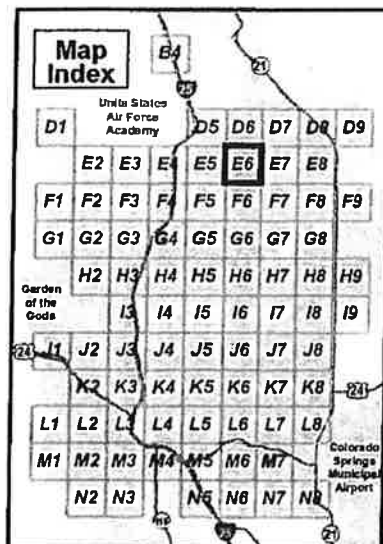 Map
Index
B4
25
21
Unite States
Air Force
Academy
D1 D5 D6 D7 D8 D9
E2 E3 E4 E5 E6 E7 E8
F1 F2 F3 F4 F5 F6 F7 F8 F9
G1 G2 G3 G4 G5 G6 G7 G8
H2 H3 H4 H5 H6 H7 H8 H9
Garden
of the
Gods
I3 I4 I5 I6 I7 I8 I9
24 J1 J2 J3 J4 J5 J6 J7 J8
K2 K3 K4 K5 K6 K7 K8 24
L1 L2 L3 L4 L5 L6 L7 L8
M1 M2 M3 M4 M5 M6 M7
Colorado
Springs
Municipal
Airport
N2 N3 N5 N6 N7 N8
25
21